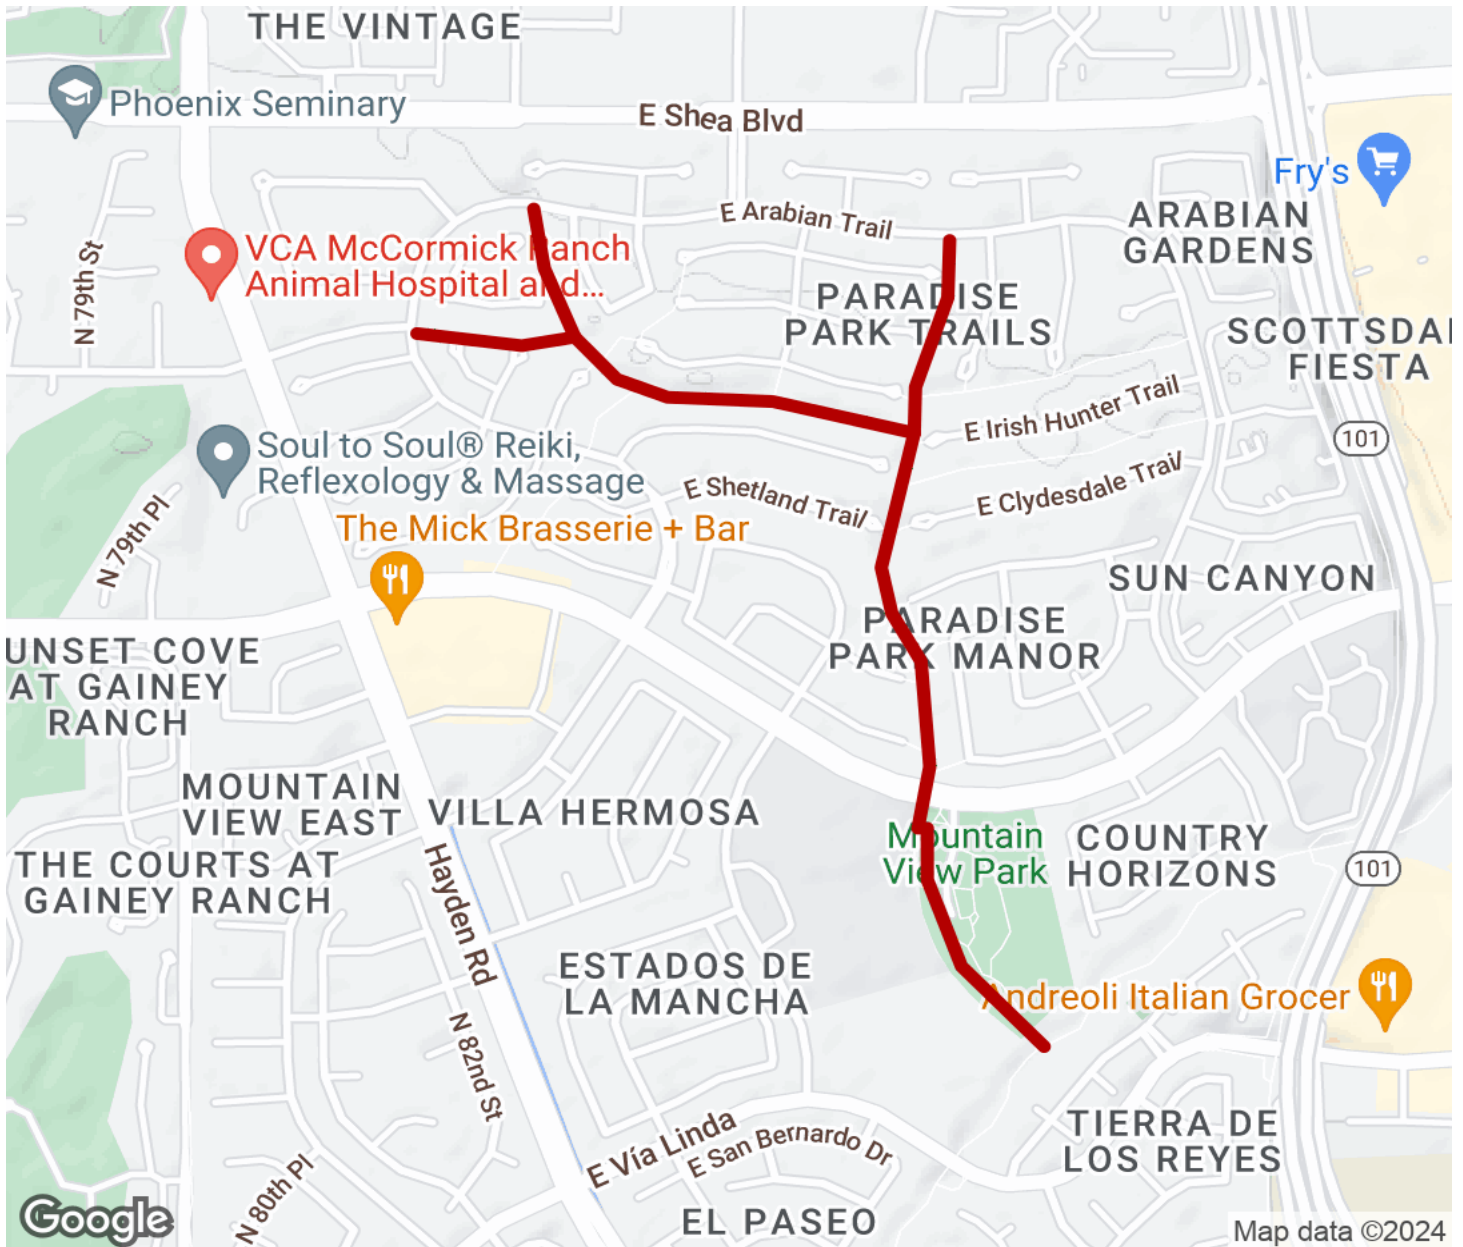 THE VINTAGE
Phoenix Seminary
E Shea Blvd
Fry's
E Arabian Trail
ARABIAN
GARDENS
N 79th St
VCA McCormick Ranch
Animal Hospital and...
PARADISE
PARK TRAILS
SCOTTSDAL
FIESTA
E Irish Hunter Trail
101
Soul to Soul® Reiki,
Reflexology & Massage
E Shetland Trail
E Clydesdale Trail
N 79th Pl
The Mick Brasserie + Bar
SUN CANYON
PARADISE
PARK MANOR
UNSET COVE
AT GAINEY
RANCH
MOUNTAIN
VIEW EAST
VILLA HERMOSA
Mountain
View Park
COUNTRY
HORIZONS
THE COURTS AT
GAINEY RANCH
101
Hayden Rd
ESTADOS DE
LA MANCHA
Andreoli Italian Grocer
N 82nd St
E Vía Linda
E San Bernardo Dr
TIERRA DE
LOS REYES
N 80th Pl
EL PASEO
Google
Map data ©2024